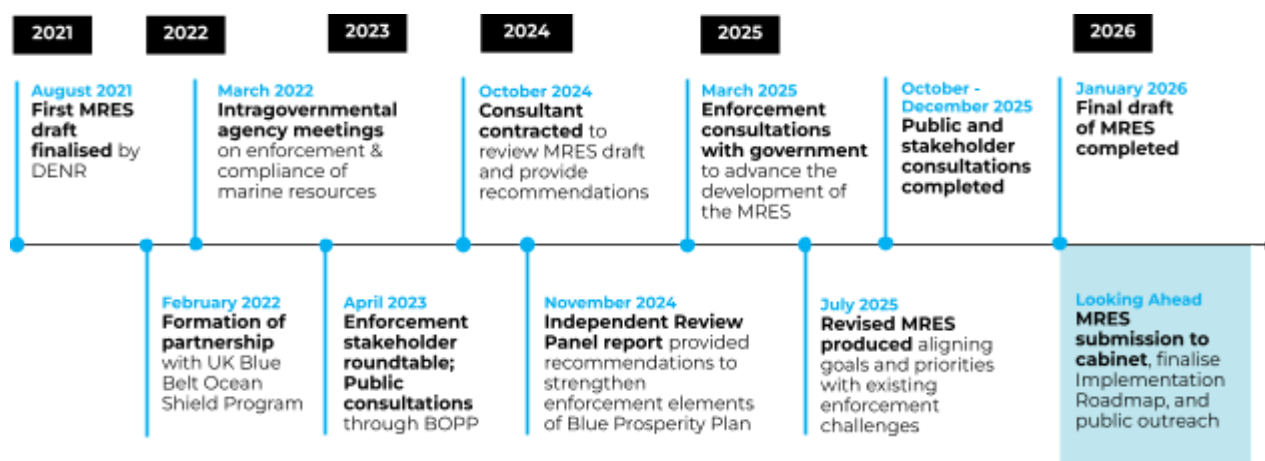 2021
2022
2023
2024
2025
2026
August 2021
First MRES
draft
finalised by
DENR
March 2022
Intragovernmental
agency meetings
on enforcement &
compliance of
marine resources
October 2024
Consultant
contracted to
review MRES draft
and provide
recommendations
March 2025
Enforcement
consultations
with government
to advance the
development of
the MRES
October -
December 2025
Public and
stakeholder
consultations
completed
January 2026
Final draft
of MRES
completed
February 2022
Formation of
partnership
with UK Blue
Belt Ocean
Shield Program
April 2023
Enforcement
stakeholder
roundtable;
Public
consultations
through BOPP
November 2024
Independent Review
Panel report provided
recommendations to
strengthen
enforcement elements
of Blue Prosperity Plan
July 2025
Revised MRES
produced aligning
goals and priorities
with existing
enforcement
challenges
Looking Ahead
MRES
submission to
cabinet, finalise
Implementation
Roadmap, and
public outreach